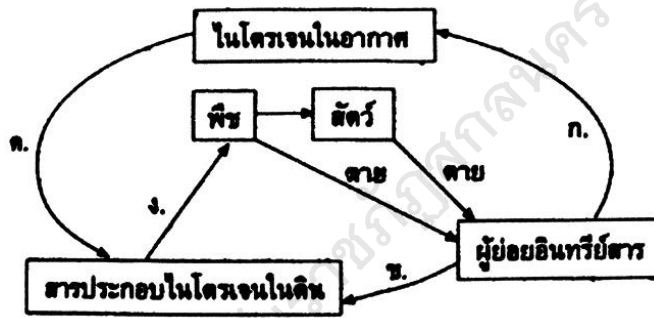 ไนโตรเจนในอากาศ
พืช
สัตว์
ก.
ค.
ตาย
ตาย
ง.
ผู้ย่อยอินทรีย์สาร
ข.
สารประกอบไนโตรเจนในดิน